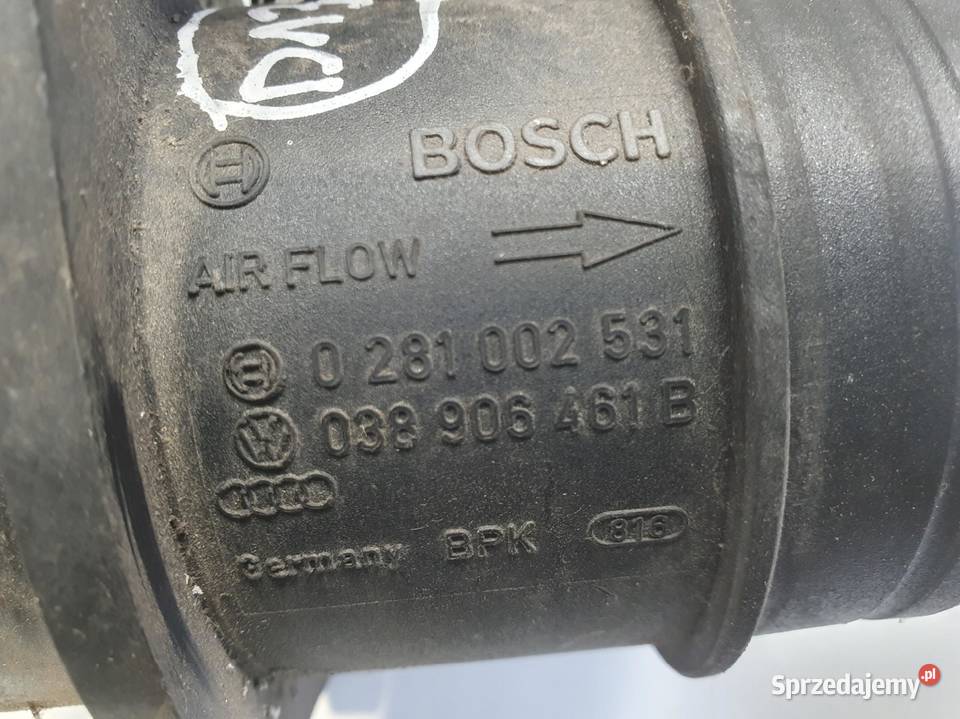 BOSCH
AIR FLOW
0 281 002 531
038 906 461 B
Germany BPK 816
Sprzedajemy.pl